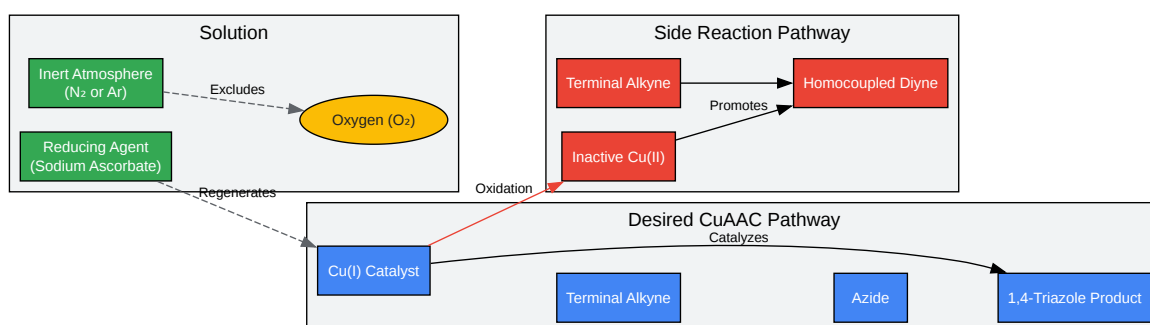 Solution
Inert Atmosphere
(N₂ or Ar)
Excludes
Oxygen (O₂)
Reducing Agent
(Sodium Ascorbate)
Regenerates
Side Reaction Pathway
Terminal Alkyne
Homocoupled Diyne
Promotes
Inactive Cu(II)
Oxidation
Desired CuAAC Pathway
Catalyzes
Cu(I) Catalyst
Terminal Alkyne
Azide
1,4-Triazole Product